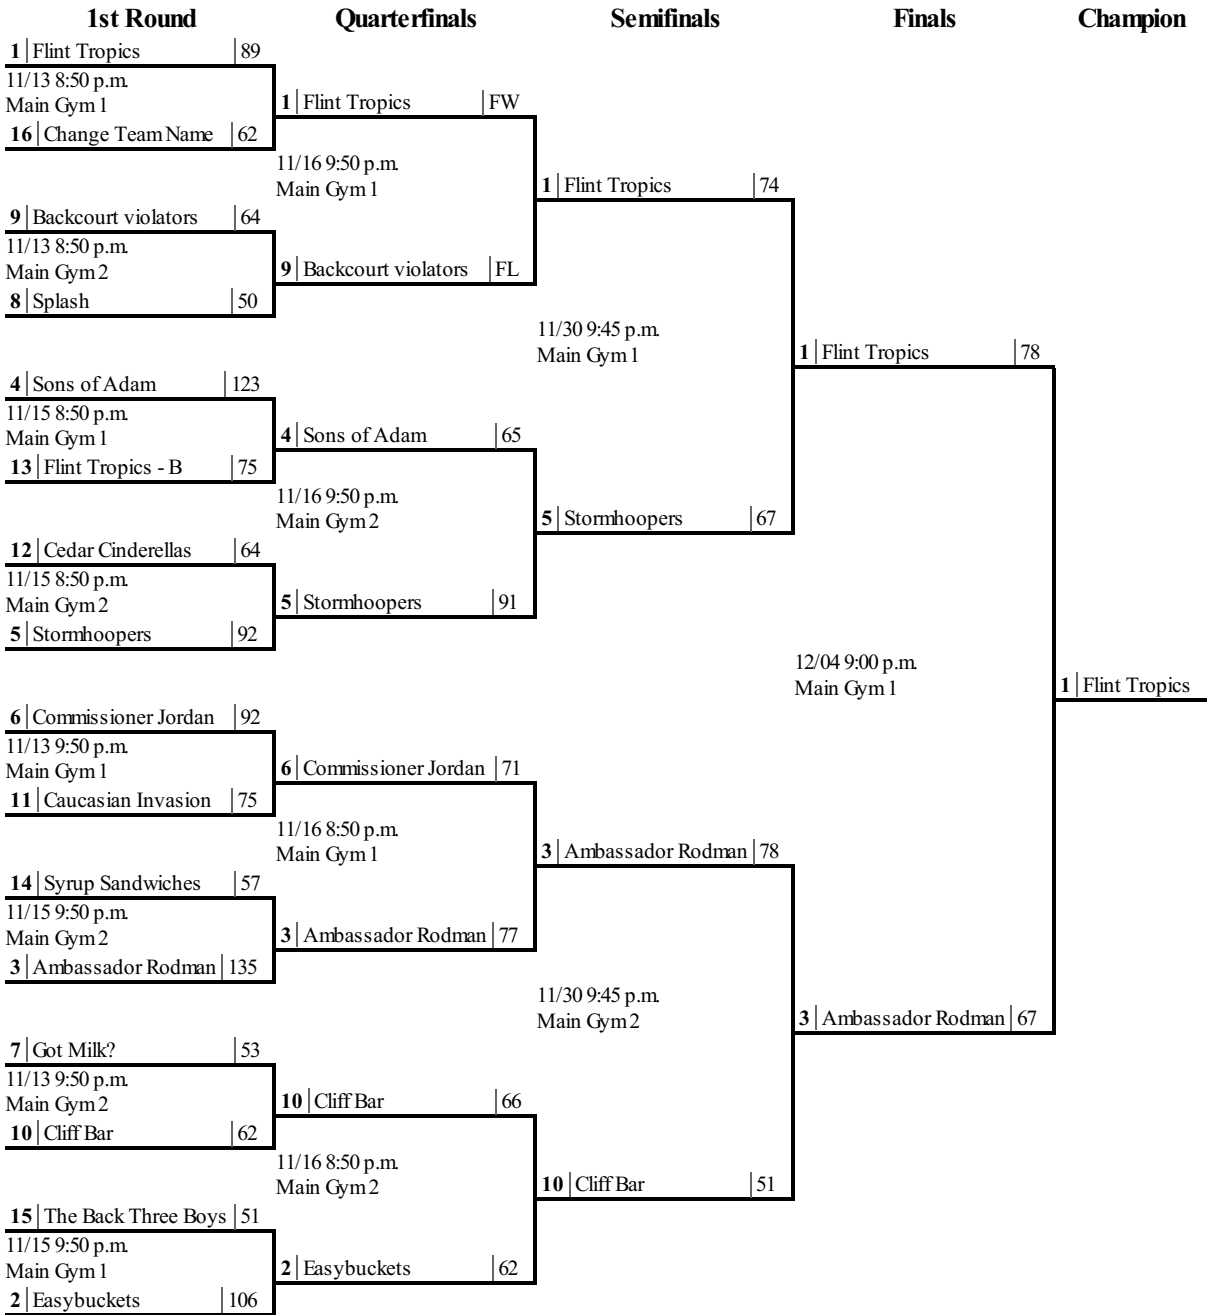 1st Round Quarterfinals Semifinals Finals Champion
1 Flint Tropics 89
11/13 8:50 p.m.
Main Gym 1
16 Change Team Name 62
9 Backcourt violators 64
11/13 8:50 p.m.
Main Gym 2
8 Splash 50
4 Sons of Adam 123
11/15 8:50 p.m.
Main Gym 1
13 Flint Tropics - B 75
12 Cedar Cinderellas 64
11/15 8:50 p.m.
Main Gym 2
5 Stormhoopers 92
6 Commissioner Jordan 92
11/13 9:50 p.m.
Main Gym 1
11 Caucasian Invasion 75
14 Syrup Sandwiches 57
11/15 9:50 p.m.
Main Gym 2
3 Ambassador Rodman 135
7 Got Milk? 53
11/13 9:50 p.m.
Main Gym 2
10 Cliff Bar 62
15 The Back Three Boys 51
11/15 9:50 p.m.
Main Gym 1
2 Easybuckets 106
1 Flint Tropics FW
11/16 9:50 p.m.
Main Gym 1
9 Backcourt violators FL
4 Sons of Adam 65
11/16 9:50 p.m.
Main Gym 2
5 Stormhoopers 91
6 Commissioner Jordan 71
11/16 8:50 p.m.
Main Gym 1
3 Ambassador Rodman 77
10 Cliff Bar 66
11/16 8:50 p.m.
Main Gym 2
2 Easybuckets 62
1 Flint Tropics 74
11/30 9:45 p.m.
Main Gym 1
5 Stormhoopers 67
3 Ambassador Rodman 78
11/30 9:45 p.m.
Main Gym 2
10 Cliff Bar 51
1 Flint Tropics 78
12/04 9:00 p.m.
Main Gym 1
3 Ambassador Rodman 67
1 Flint Tropics